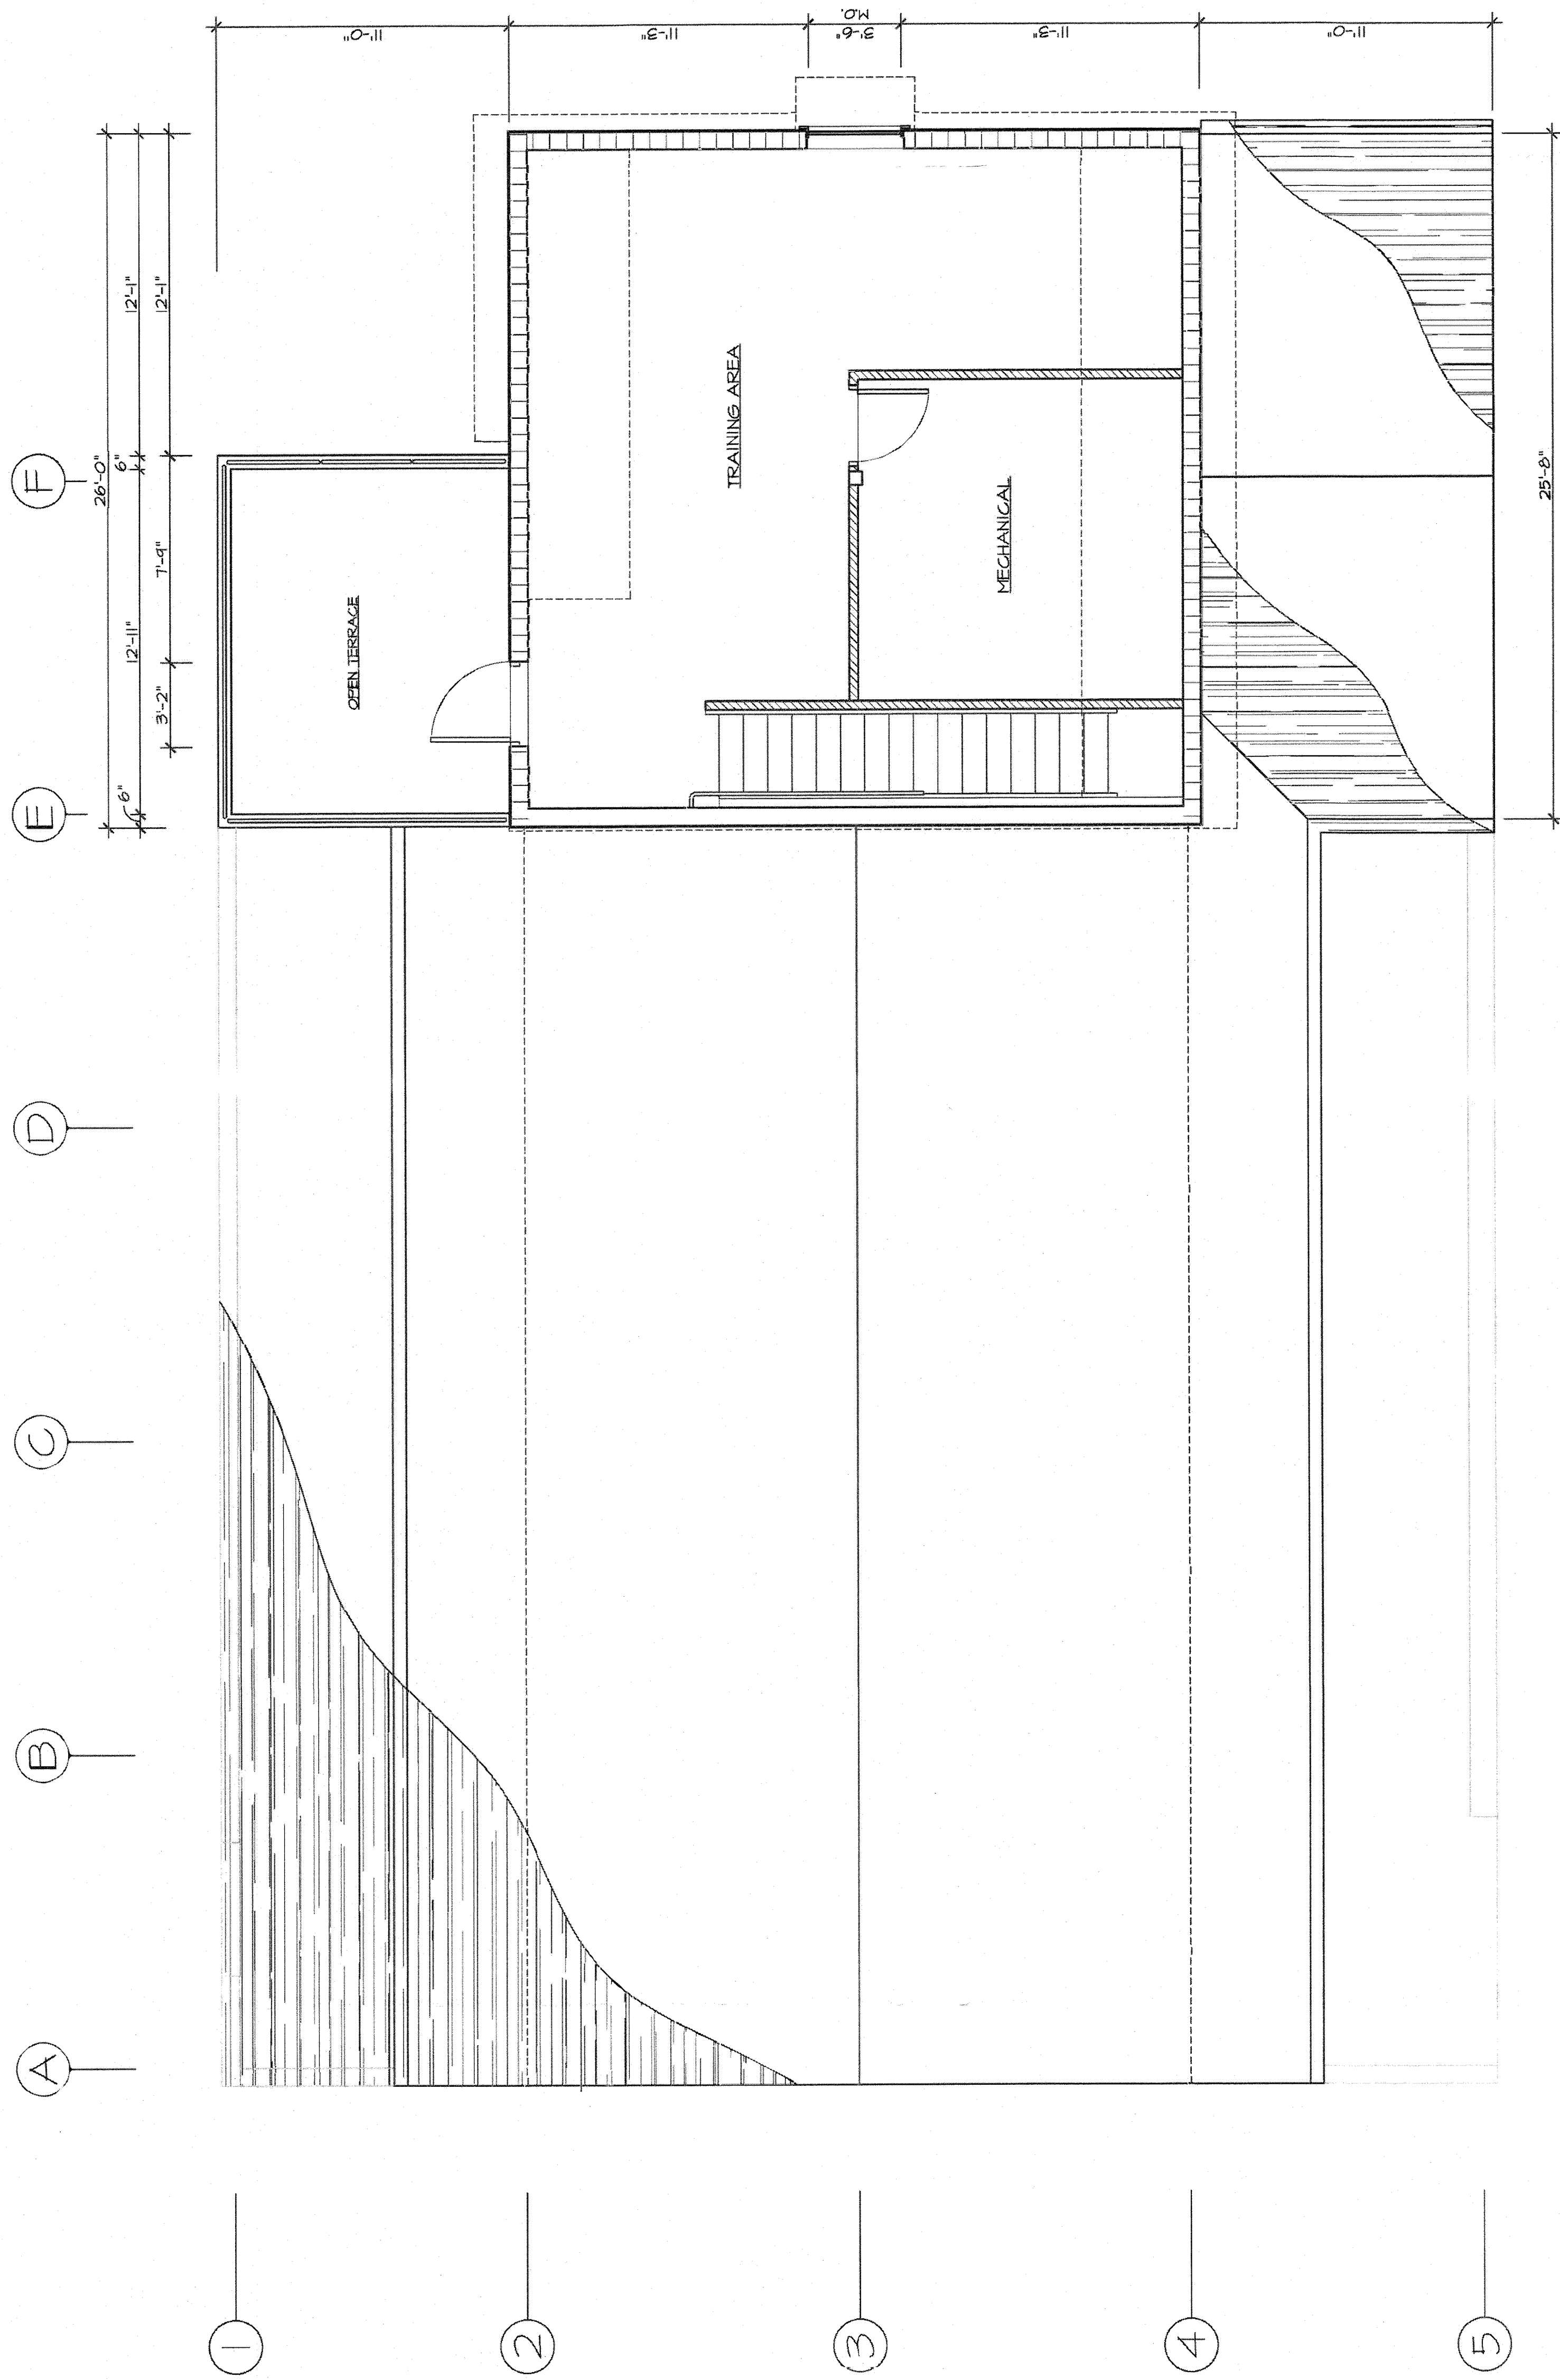 11'-0"
11'-3"
3'-6"
M.O.
11'-3"
11'-0"
F
26'-0"
12'-1"
6"
12'-11"
6"
12'-1"
7'-9"
3'-2"
E
OPEN TERRACE
TRAINING AREA
MECHANICAL
25'-8"
D
C
B
A
1
2
3
4
5